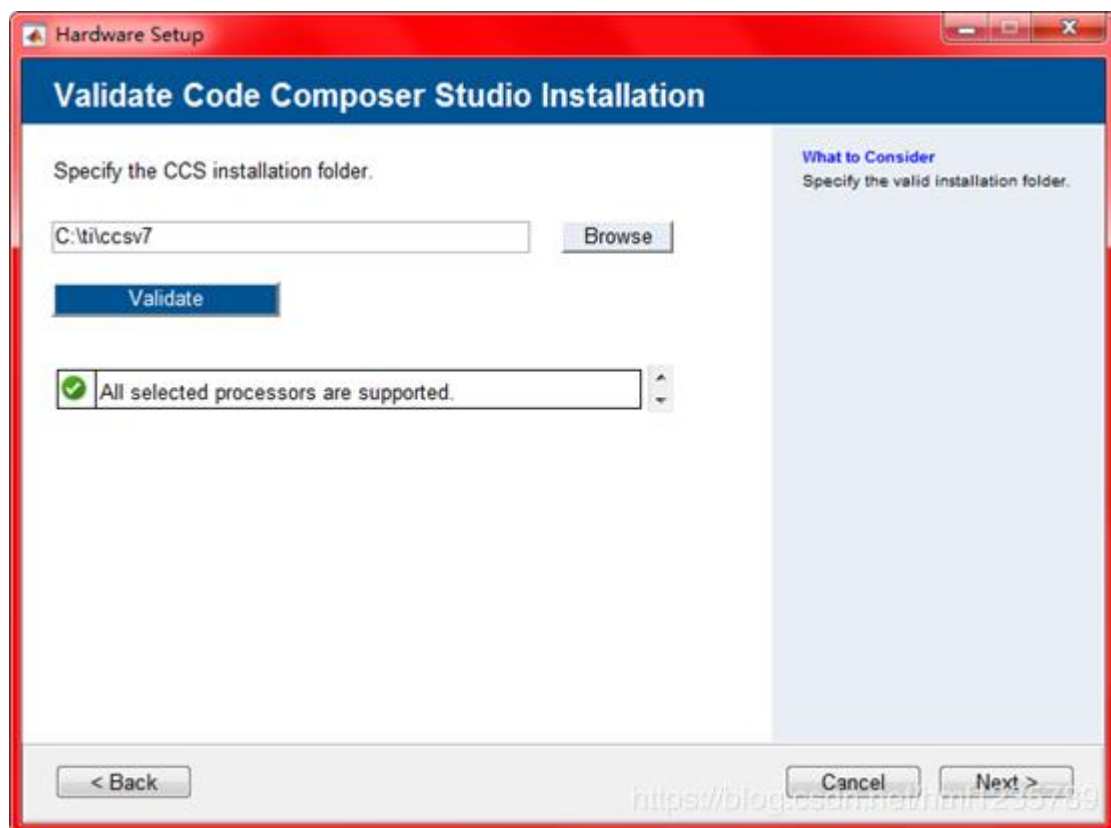 Hardware Setup
Validate Code Composer Studio Installation
Specify the CCS installation folder.
What to Consider
Specify the valid installation folder.
C:\ti\ccsv7
Browse
Validate
All selected processors are supported.
< Back
Cancel
Next >